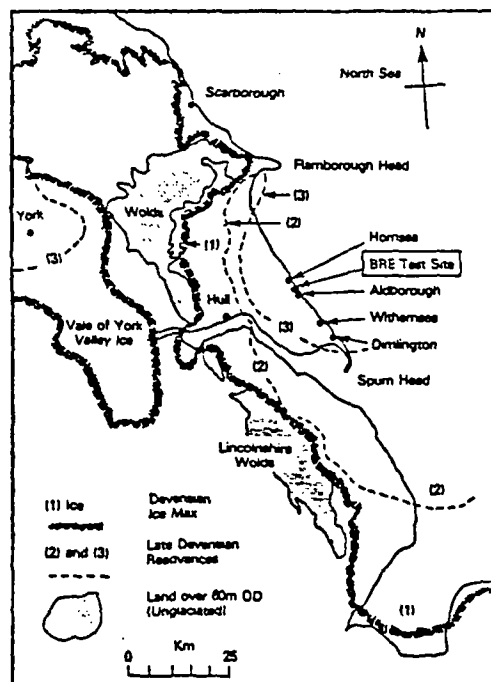 N
North Sea
Scarborough
Flamborough Head
(3)
Wolds
(2)
York
(1)
(3)
Hornsea
BRE Test Site
Hull
Aldborough
Vale of York
Valley Ice
(3)
Withernsea
Dimlington
(2)
Spurn Head
Lincolnshire
Wolds
(2)
(1) Ice
Devensian
Ice Max
(2) and (3)
Late Devensian
Readvances
(1)
Land over 60m OD
(Unglaciated)
Km
0
25